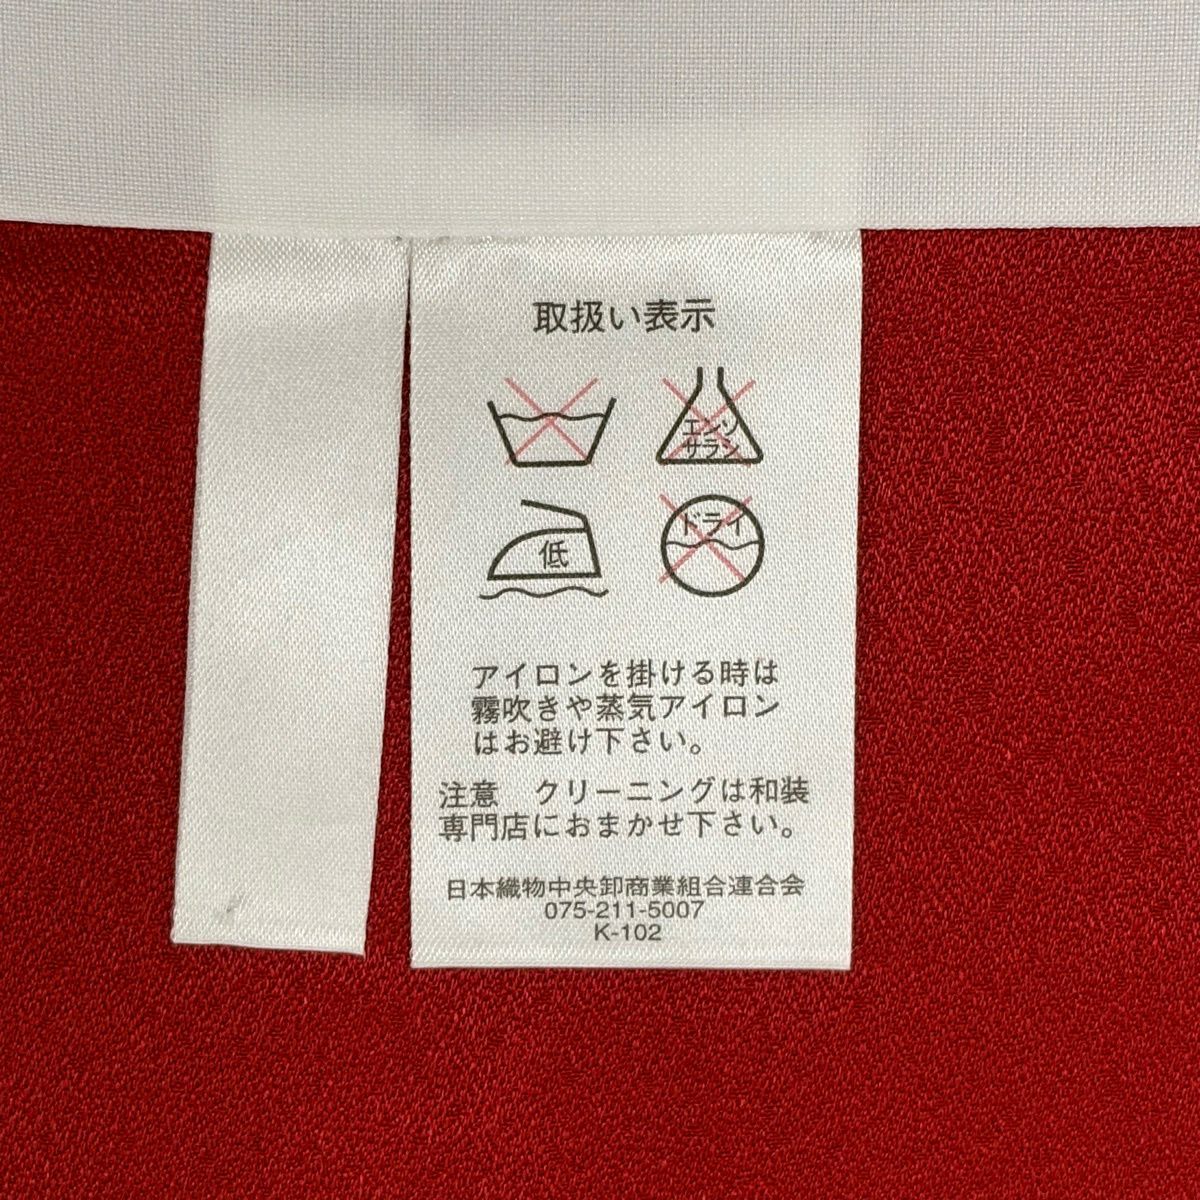 取扱い表示
エンソ
サラシ
低
ドライ
アイロンを掛ける時は
霧吹きや蒸気アイロン
はお避け下さい。
注意　クリーニングは和装
専門店におまかせ下さい。
日本織物中央卸商業組合連合会
075-211-5007
K-102